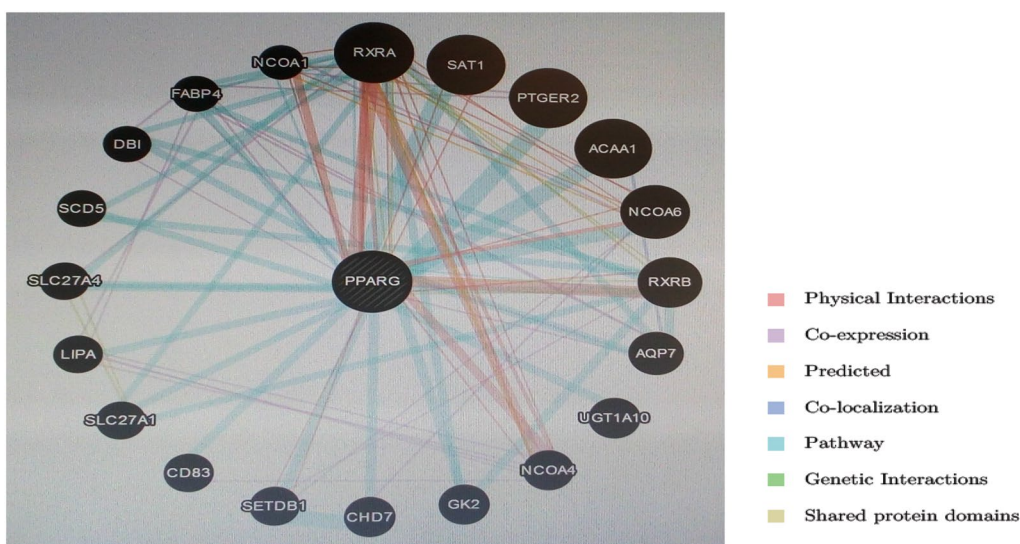 RXRA
NCOA1
SAT1
FABP4
PTGER2
DBI
ACAA1
SCD5
NCOA6
PPARG
SLC27A4
RXRB
LIPA
AQP7
SLC27A1
UGT1A10
CD83
NCOA4
SETDB1
CHD7
GK2
Physical Interactions
Co-expression
Predicted
Co-localization
Pathway
Genetic Interactions
Shared protein domains